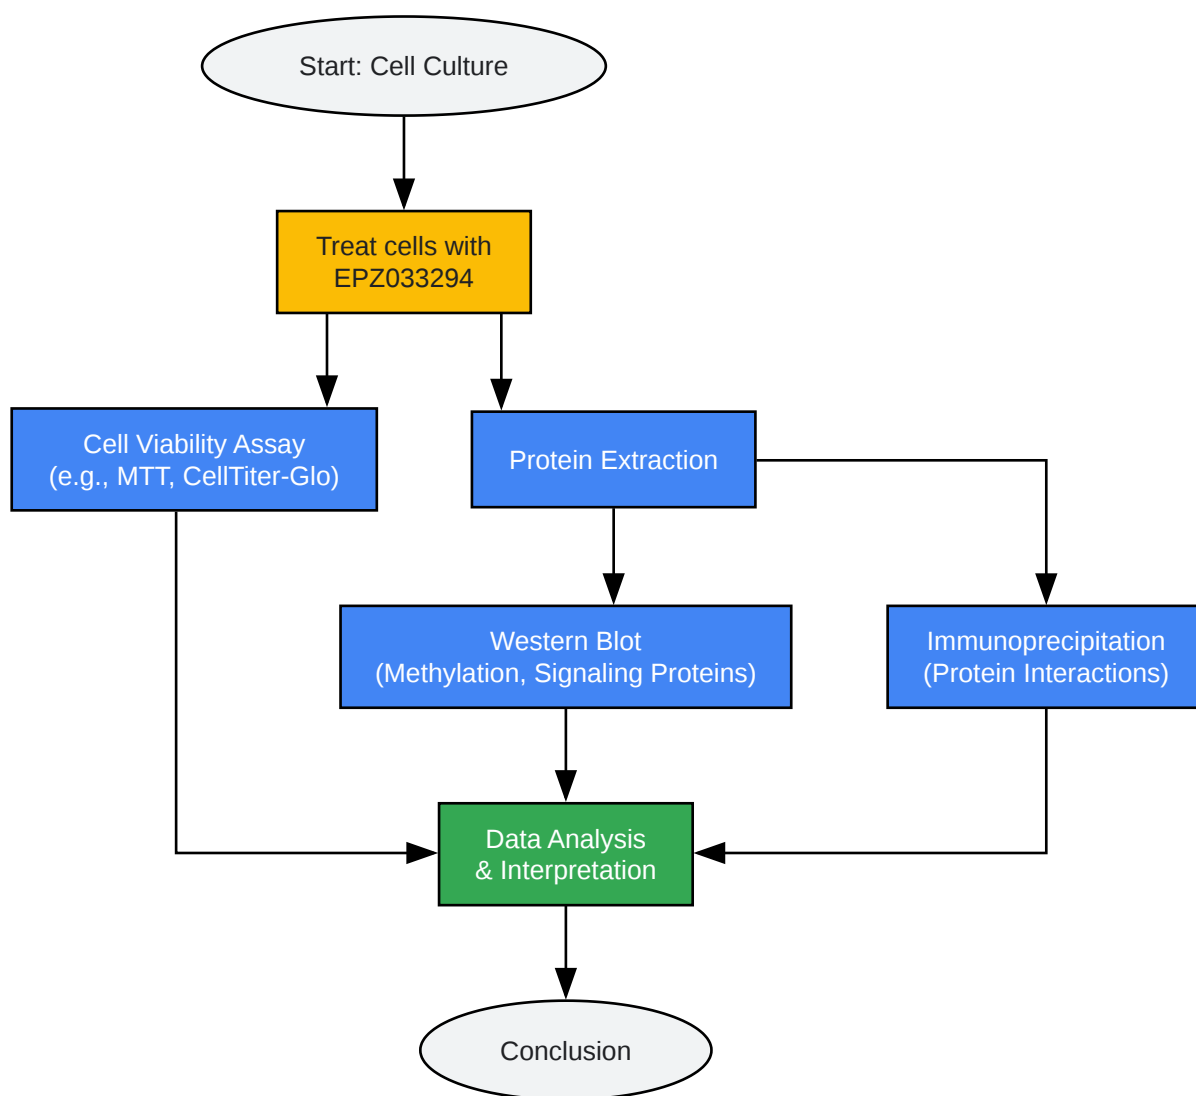 Start: Cell Culture
Treat cells with
EPZ033294
Cell Viability Assay
(e.g., MTT, CellTiter-Glo)
Protein Extraction
Western Blot
(Methylation, Signaling Proteins)
Immunoprecipitation
(Protein Interactions)
Data Analysis
& Interpretation
Conclusion